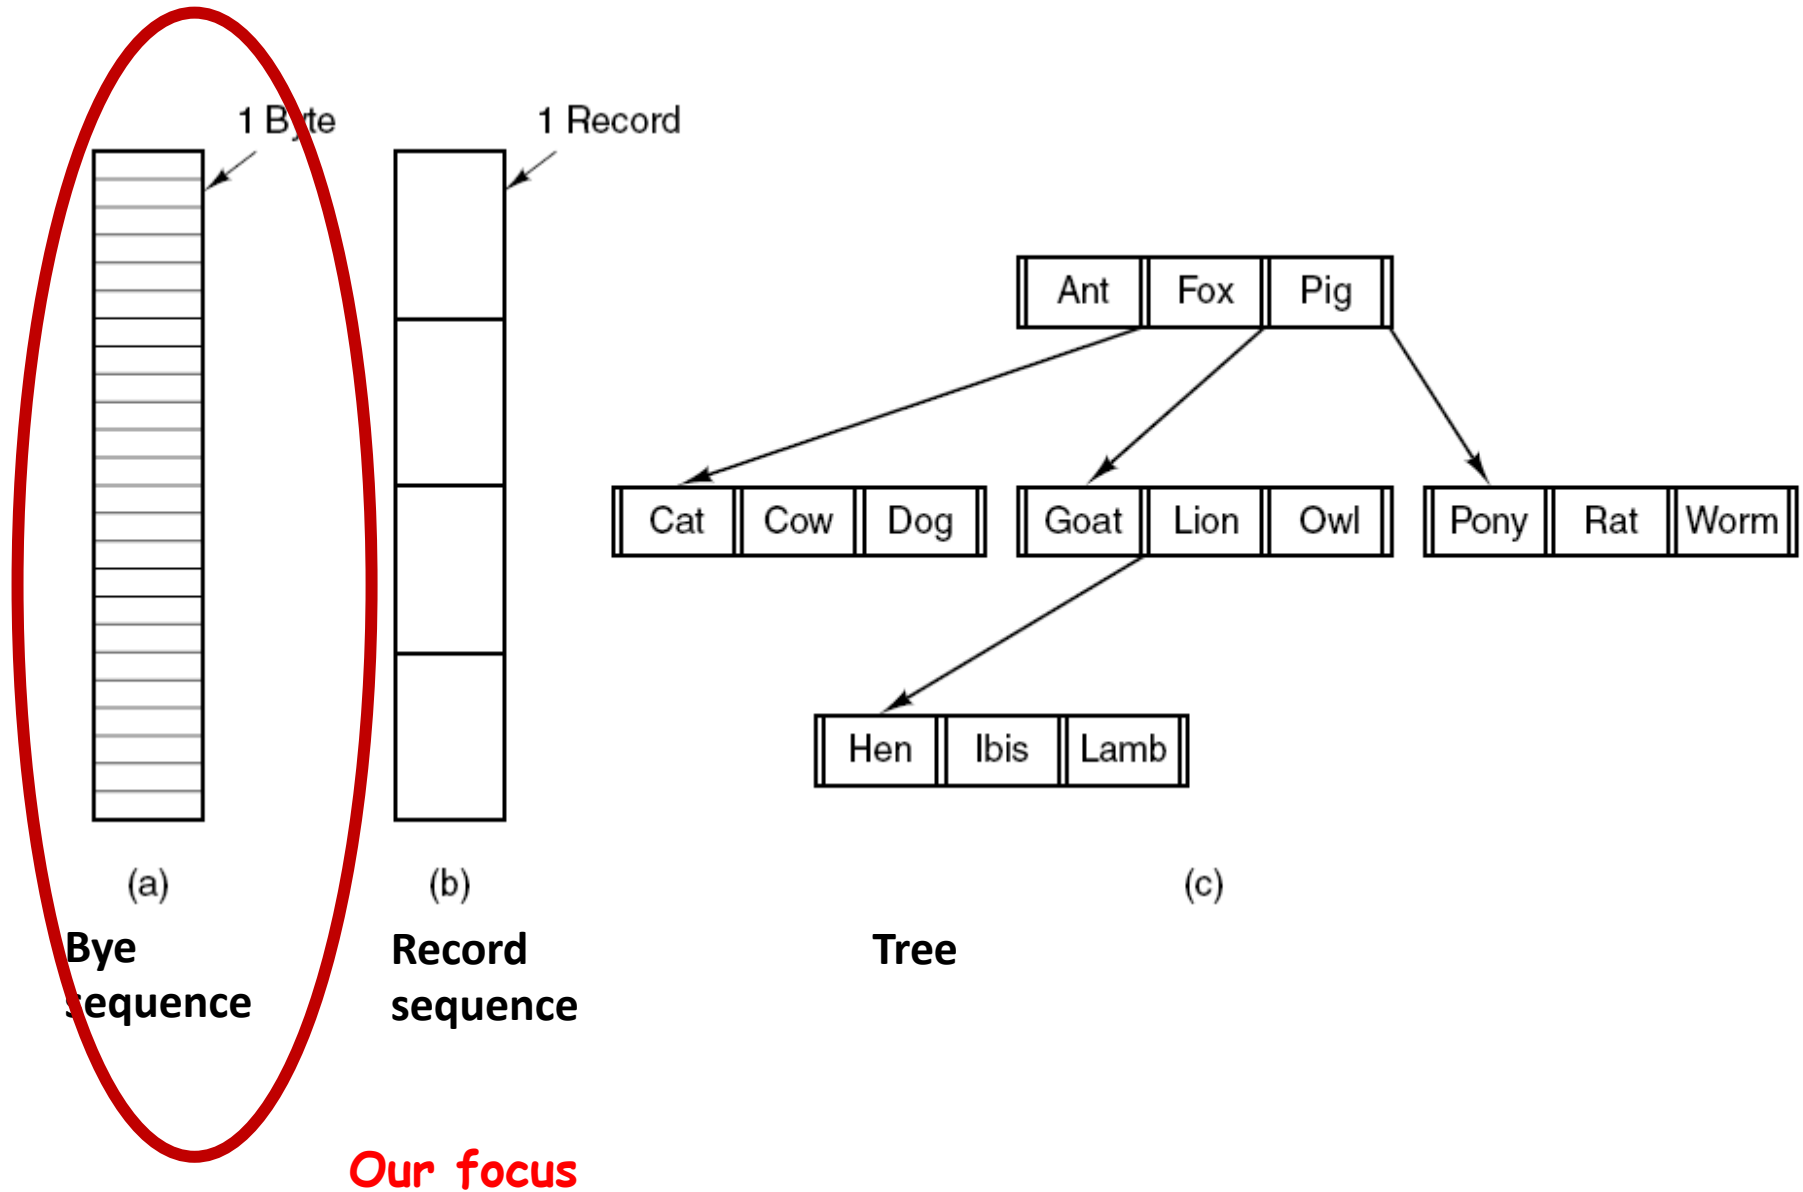 1 Byte
1 Record
Ant Fox Pig
Cat Cow Dog
Goat Lion Owl
Pony Rat Worm
Hen Ibis Lamb
(a)
(b)
(c)
Bye
sequence
Record
sequence
Tree
Our focus